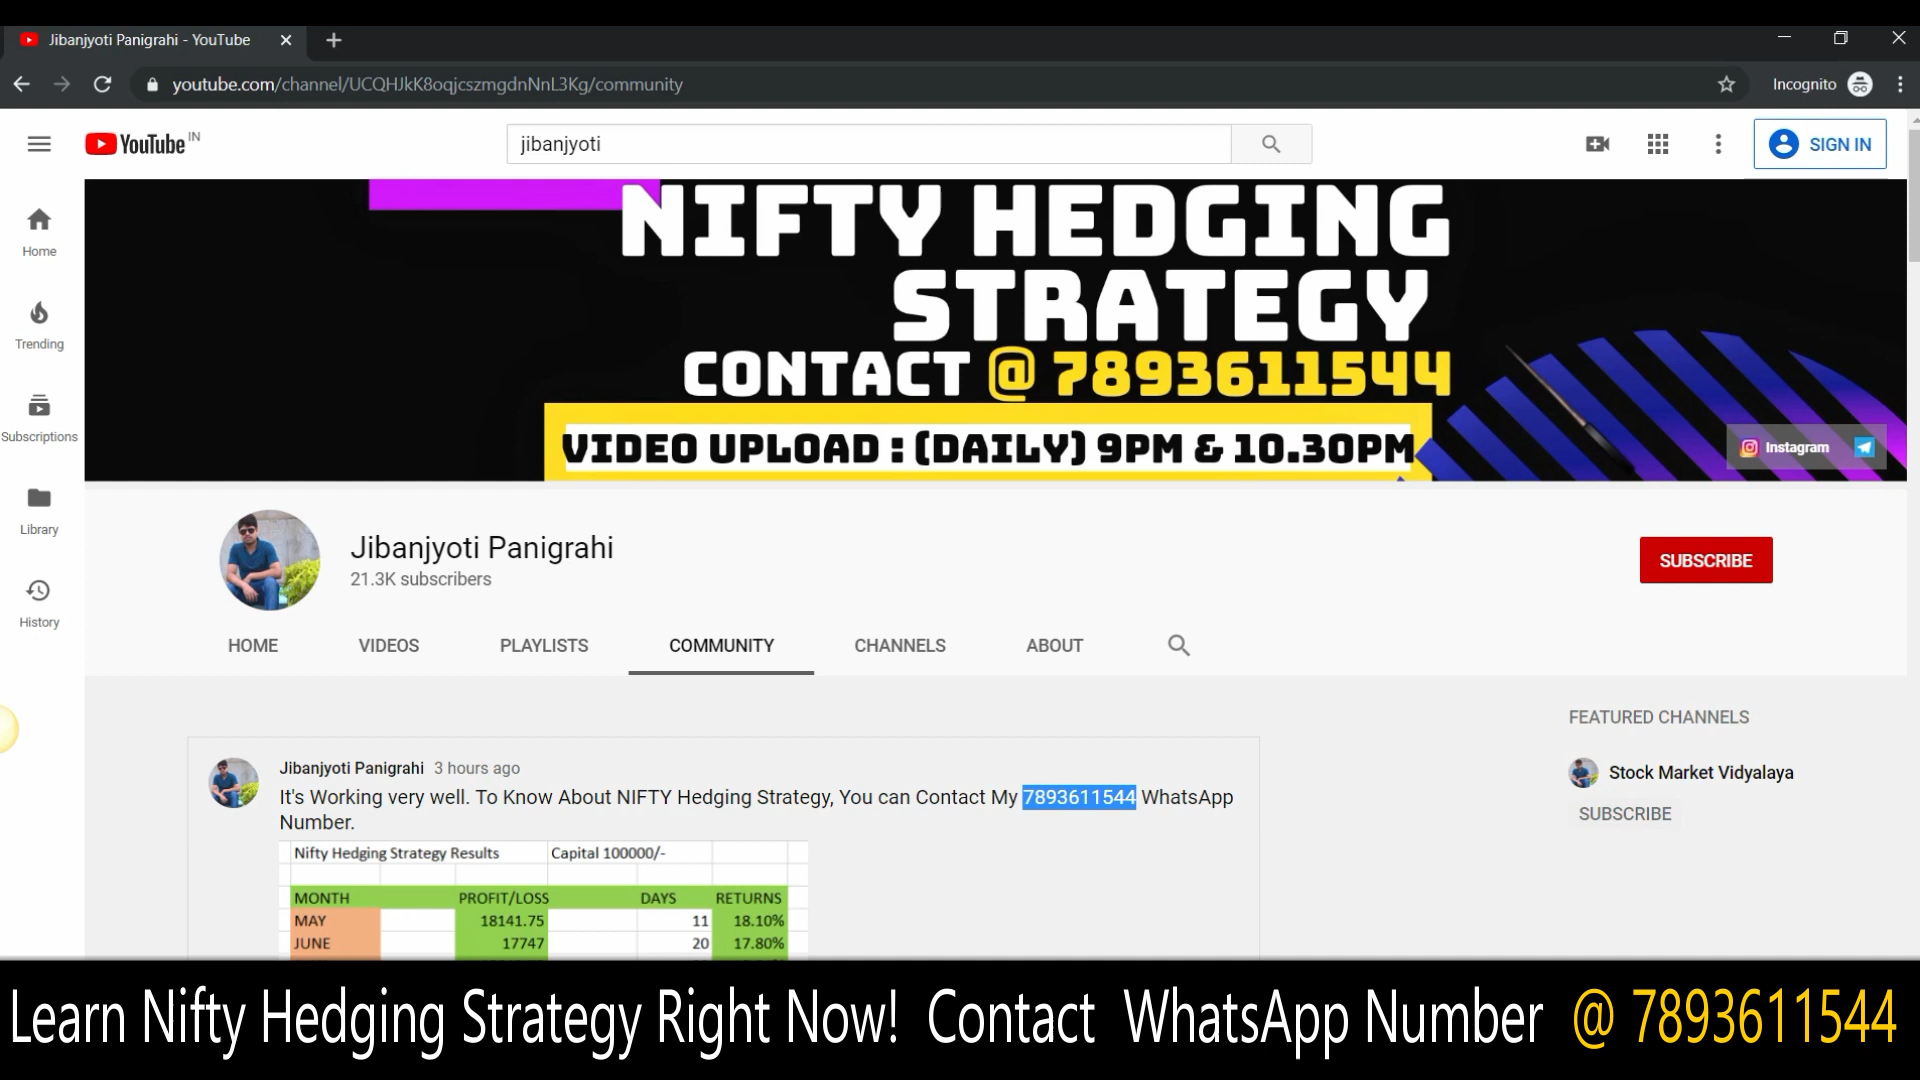 Jibanjyoti Panigrahi - YouTube
youtube.com/channel/UCQHJkK8oqjcszmgdnNnL3Kg/community
Incognito
YouTube IN
jibanjyoti
SIGN IN
Home
Trending
Subscriptions
Library
History
NIFTY HEDGING
STRATEGY
CONTACT @ 7893611544
VIDEO UPLOAD : (DAILY) 9PM & 10.30PM
Instagram
Jibanjyoti Panigrahi
21.3K subscribers
SUBSCRIBE
HOME VIDEOS PLAYLISTS COMMUNITY CHANNELS ABOUT
FEATURED CHANNELS
Stock Market Vidyalaya
SUBSCRIBE
Jibanjyoti Panigrahi 3 hours ago
It's Working very well. To Know About NIFTY Hedging Strategy, You can Contact My 7893611544 WhatsApp
Number.
Nifty Hedging Strategy Results Capital 100000/-
MONTH PROFIT/LOSS DAYS RETURNS
MAY 18141.75 11 18.10%
JUNE 17747 20 17.80%
Learn Nifty Hedging Strategy Right Now! Contact WhatsApp Number @ 7893611544